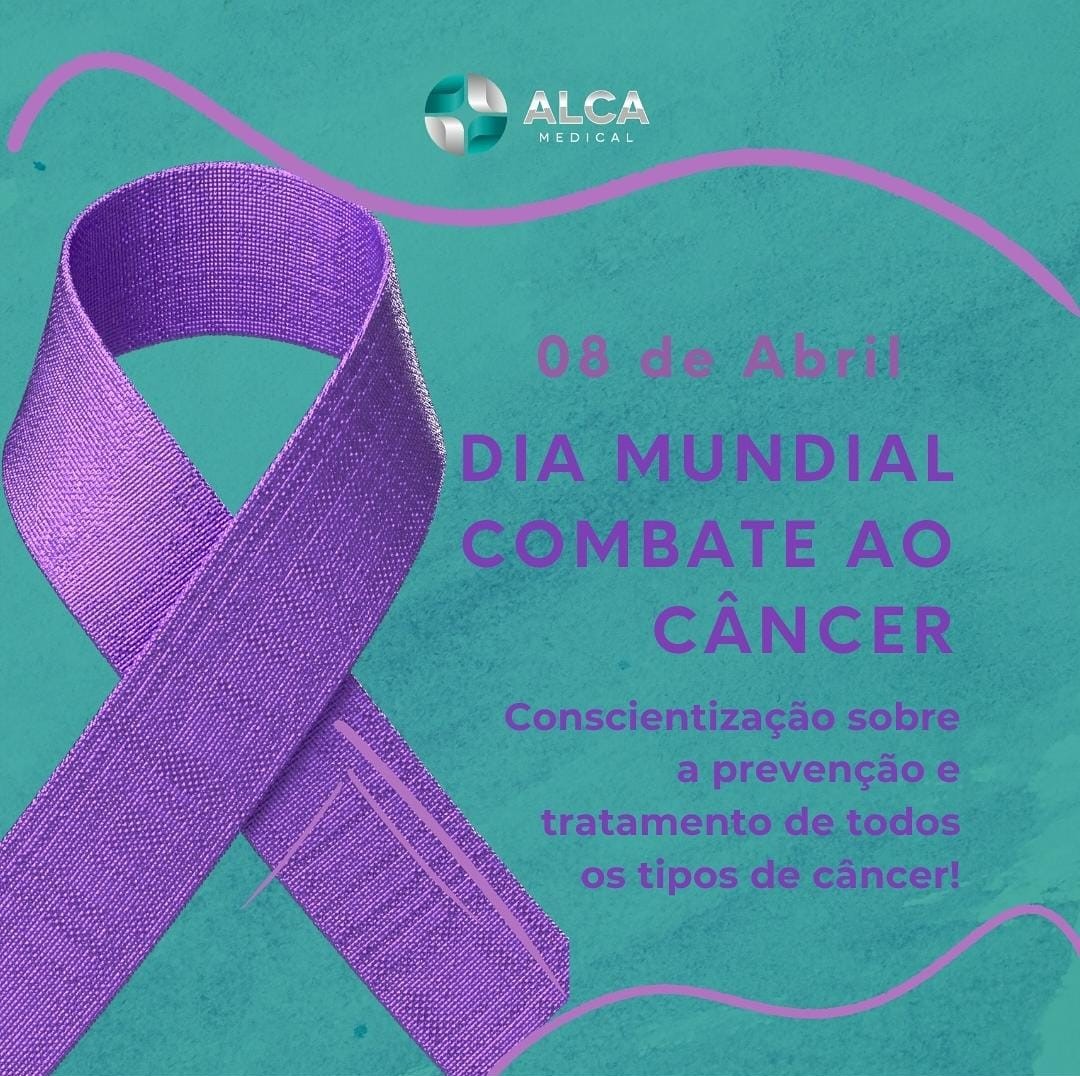 ALCA
MEDICAL
08 de Abril
DIA MUNDIAL
COMBATE AO
CÂNCER
Conscientização sobre
a prevenção e
tratamento de todos
os tipos de câncer!